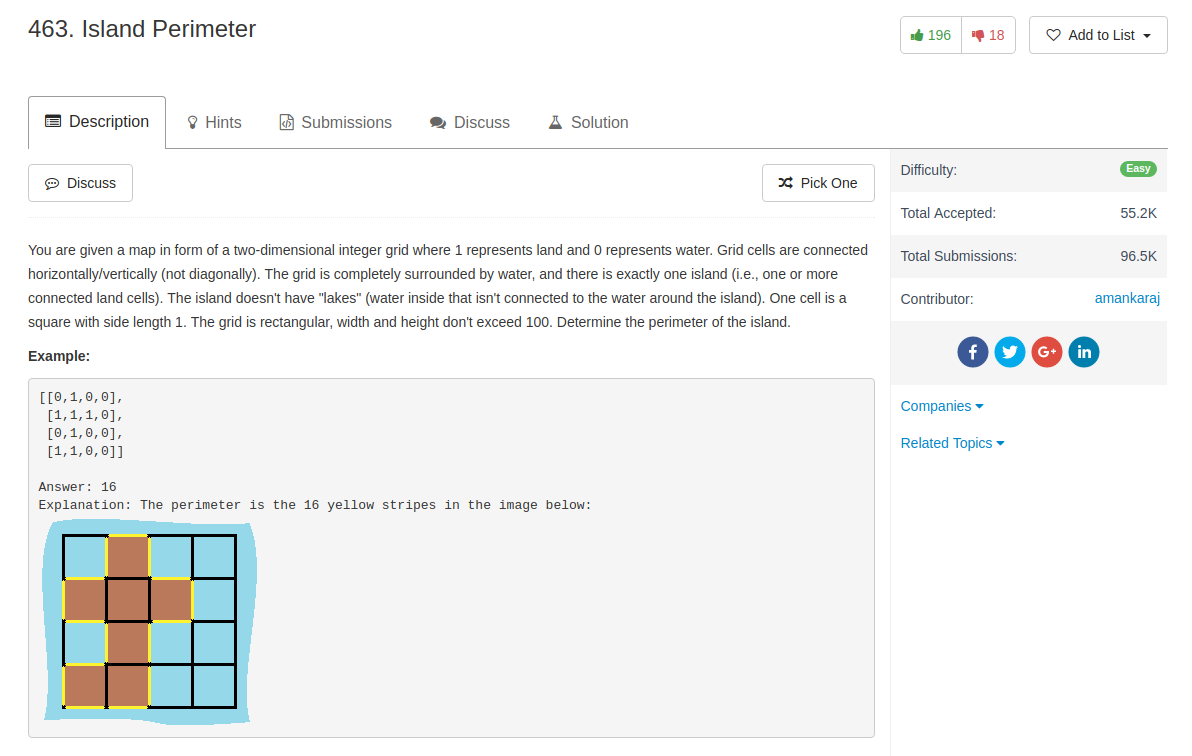 463. Island Perimeter
196
18
Add to List
Description
Hints
Submissions
Discuss
Solution
Discuss
Pick One
Difficulty:
Easy
Total Accepted:
55.2K
Total Submissions:
96.5K
Contributor:
amankaraj
f
G+
in
Companies
Related Topics
You are given a map in form of a two-dimensional integer grid where 1 represents land and 0 represents water. Grid cells are connected
horizontally/vertically (not diagonally). The grid is completely surrounded by water, and there is exactly one island (i.e., one or more
connected land cells). The island doesn't have "lakes" (water inside that isn't connected to the water around the island). One cell is a
square with side length 1. The grid is rectangular, width and height don't exceed 100. Determine the perimeter of the island.
Example:
[[0,1,0,0],
[1,1,1,0],
[0,1,0,0],
[1,1,0,0]]
Answer: 16
Explanation: The perimeter is the 16 yellow stripes in the image below: